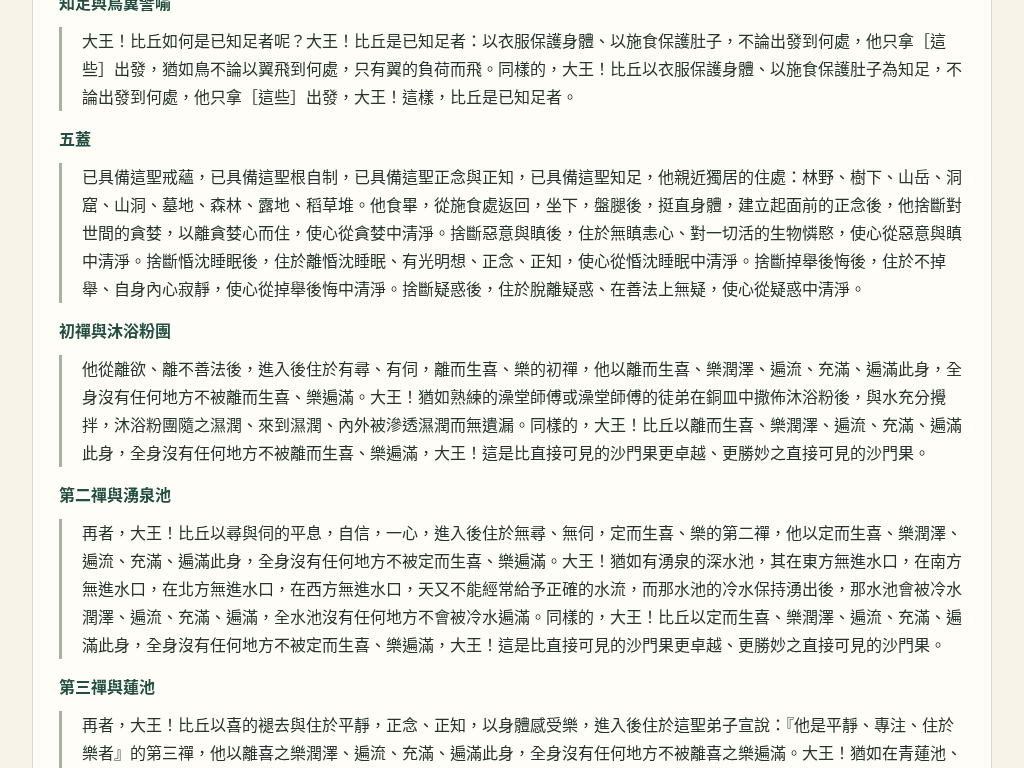 知足與鳥翼譬喻
大王！比丘如何是已知足者呢？大王！比丘是已知足者：以衣服保護身體、以施食保護肚子，不論出發到何處，他只拿［這
些］出發，猶如鳥不論以翼飛到何處，只有翼的負荷而飛。同樣的，大王！比丘以衣服保護身體、以施食保護肚子為知足，不
論出發到何處，他只拿［這些］出發，大王！這樣，比丘是已知足者。
五蓋
已具備這聖戒蘊，已具備這聖根自制，已具備這聖正念與正知，已具備這聖知足，他親近獨居的住處：林野、樹下、山岳、洞
窟、山洞、墓地、森林、露地、稻草堆。他食畢，從施食處返回，坐下，盤腿後，挺直身體，建立起面前的正念後，他捨斷對
世間的貪婪，以離貪婪心而住，使心從貪婪中清淨。捨斷惡意與瞋後，住於無瞋恚心、對一切活的生物憐愍，使心從惡意與瞋
中清淨。捨斷惛沈睡眠後，住於離惛沈睡眠、有光明想、正念、正知，使心從惛沈睡眠中清淨。捨斷掉舉後悔後，住於不掉
舉、自身內心寂靜，使心從掉舉後悔中清淨。捨斷疑惑後，住於脫離疑惑、在善法上無疑，使心從疑惑中清淨。
初禪與沐浴粉團
他從離欲、離不善法後，進入後住於有尋、有伺，離而生喜、樂的初禪，他以離而生喜、樂潤澤、遍流、充滿、遍滿此身，全
身沒有任何地方不被離而生喜、樂遍滿。大王！猶如熟練的澡堂師傅或澡堂師傅的徒弟在銅皿中撒佈沐浴粉後，與水充分攪
拌，沐浴粉團隨之濕潤、來到濕潤、內外被滲透濕潤而無遺漏。同樣的，大王！比丘以離而生喜、樂潤澤、遍流、充滿、遍滿
此身，全身沒有任何地方不被離而生喜、樂遍滿，大王！這是比直接可見的沙門果更卓越、更勝妙之直接可見的沙門果。
第二禪與湧泉池
再者，大王！比丘以尋與伺的平息，自信，一心，進入後住於無尋、無伺，定而生喜、樂的第二禪，他以定而生喜、樂潤澤、
遍流、充滿、遍滿此身，全身沒有任何地方不被定而生喜、樂遍滿。大王！猶如有湧泉的深水池，其在東方無進水口，在南方
無進水口，在北方無進水口，在西方無進水口，天又不能經常給予正確的水流，而那水池的冷水保持湧出後，那水池會被冷水
潤澤、遍流、充滿、遍滿，全水池沒有任何地方不會被冷水遍滿。同樣的，大王！比丘以定而生喜、樂潤澤、遍流、充滿、遍
滿此身，全身沒有任何地方不被定而生喜、樂遍滿，大王！這是比直接可見的沙門果更卓越、更勝妙之直接可見的沙門果。
第三禪與蓮池
再者，大王！比丘以喜的褪去與住於平靜，正念、正知，以身體感受樂，進入後住於這聖弟子宣說：『他是平靜、專注、住於
樂者』的第三禪，他以離喜之樂潤澤、遍流、充滿、遍滿此身，全身沒有任何地方不被離喜之樂遍滿。大王！猶如在青蓮池、